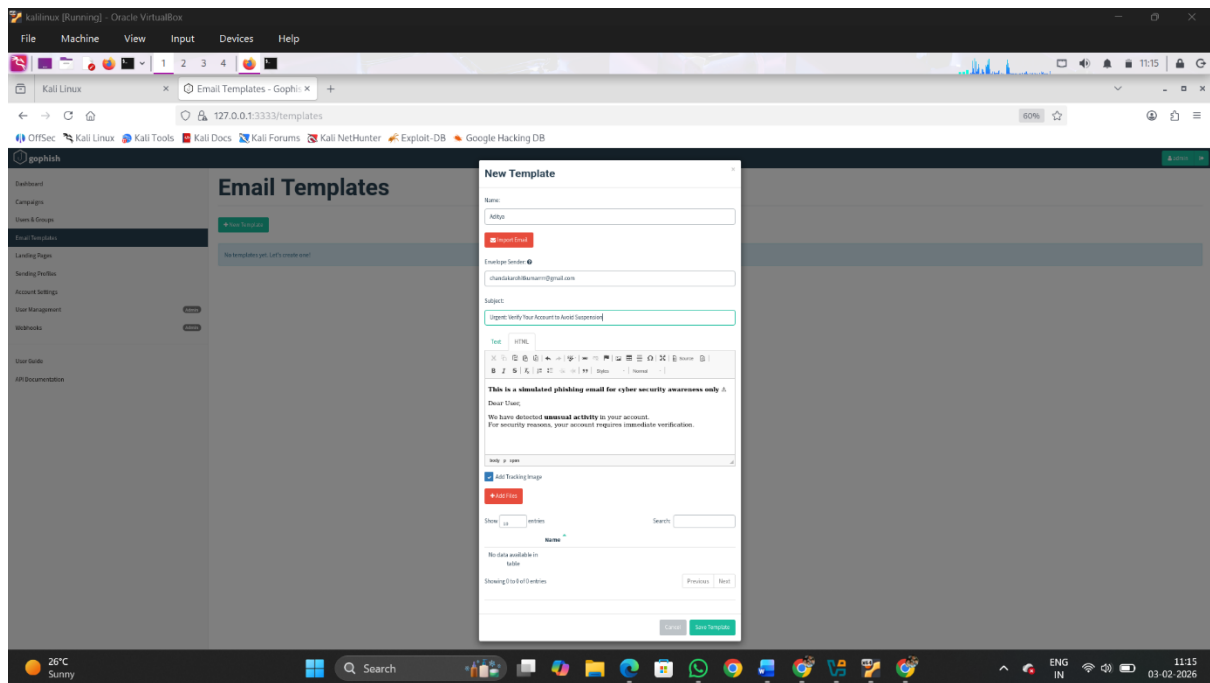 kalilinux [Running] - Oracle VirtualBox
File Machine View Input Devices Help
1 2 3 4
11:15
Kali Linux
Email Templates - Gophis
127.0.0.1:3333/templates
60%
OffSec Kali Linux Kali Tools Kali Docs Kali Forums Kali NetHunter Exploit-DB Google Hacking DB
gophish
admin
Dashboard
Campaigns
Users & Groups
Email Templates
Landing Pages
Sending Profiles
Account Settings
User Management
Webhooks
User Guide
API Documentation
Email Templates
+ New Template
No templates yet. Let's create one!
New Template
Name:
Aditya
Import Email
Envelope Sender:
Subject:
Urgent: Verify Your Account to Avoid Suspension
Text HTML
Source
B I S Styles Normal
This is a simulated phishing email for cyber security awareness only ⚠
Dear User,
We have detected unusual activity in your account.
For security reasons, your account requires immediate verification.
body p span
Add Tracking Image
+ Add Files
Show 10 entries
Search:
Name
No data available in
table
Showing 0 to 0 of 0 entries
Previous Next
Cancel Save Template
26°C
Sunny
Search
ENG
IN
11:15
03-02-2026